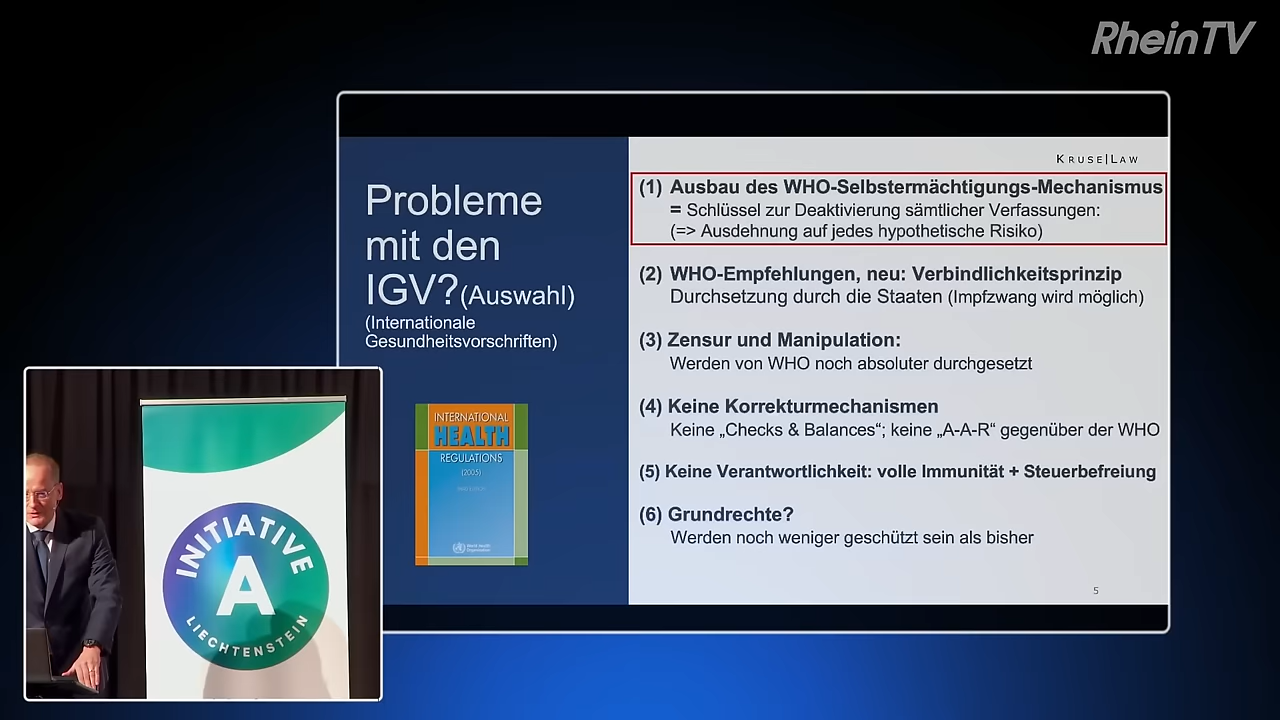 RheinTV
KRUSE|LAW
Probleme
mit den
IGV?(Auswahl)
(Internationale
Gesundheitsvorschriften)
INTERNATIONAL
HEALTH
REGULATIONS
(2005)
World Health
Organization
(1) Ausbau des WHO-Selbstermächtigungs-Mechanismus
= Schlüssel zur Deaktivierung sämtlicher Verfassungen:
(=> Ausdehnung auf jedes hypothetische Risiko)
(2) WHO-Empfehlungen, neu: Verbindlichkeitsprinzip
Durchsetzung durch die Staaten (Impfzwang wird möglich)
(3) Zensur und Manipulation:
Werden von WHO noch absoluter durchgesetzt
(4) Keine Korrekturmechanismen
Keine „Checks & Balances“; keine „A-A-R“ gegenüber der WHO
(5) Keine Verantwortlichkeit: volle Immunität + Steuerbefreiung
(6) Grundrechte?
Werden noch weniger geschützt sein als bisher
5
INITIATIVE
A
LIECHTENSTEIN